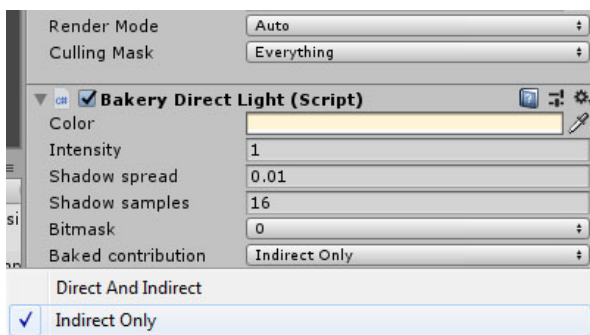 Render Mode Auto
Culling Mask Everything
Bakery Direct Light (Script)
Color
Intensity 1
Shadow spread 0.01
Shadow samples 16
Bitmask 0
Baked contribution Indirect Only
Direct And Indirect
Indirect Only